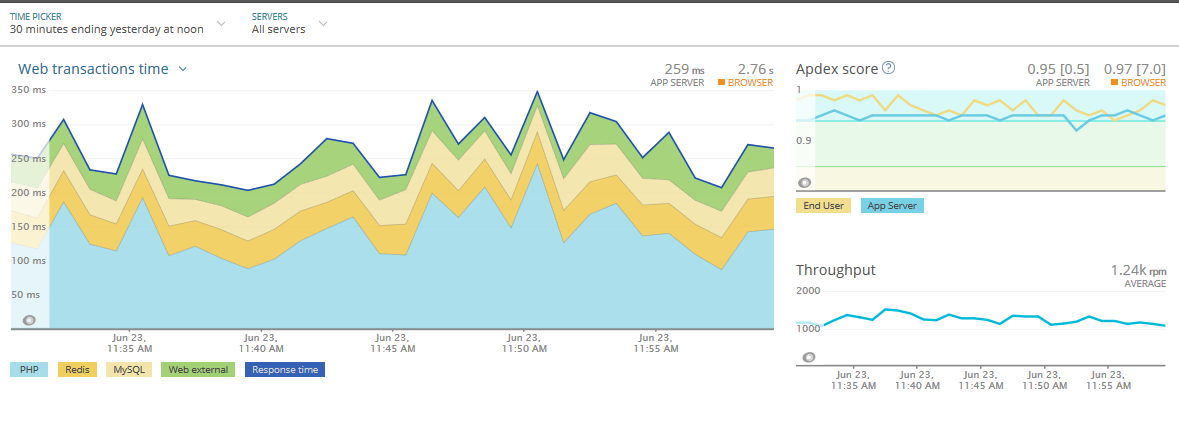 TIME PICKER
30 minutes ending yesterday at noon
SERVERS
All servers
Web transactions time
259 ms
APP SERVER
2.76 s
BROWSER
350 ms
300 ms
250 ms
200 ms
150 ms
100 ms
50 ms
Jun 23,
11:35 AM
Jun 23,
11:40 AM
Jun 23,
11:45 AM
Jun 23,
11:50 AM
Jun 23,
11:55 AM
PHP
Redis
MySQL
Web external
Response time
Apdex score ?
0.95 [0.5]
APP SERVER
0.97 [7.0]
BROWSER
1
0.9
End User
App Server
Throughput
1.24k rpm
AVERAGE
2000
1000
Jun 23,
11:35 AM
Jun 23,
11:40 AM
Jun 23,
11:45 AM
Jun 23,
11:50 AM
Jun 23,
11:55 AM